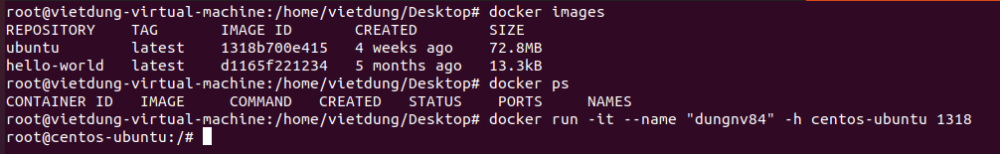 root@vietdung-virtual-machine:/home/vietdung/Desktop# docker images
REPOSITORY TAG IMAGE ID CREATED SIZE
ubuntu latest 1318b700e415 4 weeks ago 72.8MB
hello-world latest d1165f221234 5 months ago 13.3kB
root@vietdung-virtual-machine:/home/vietdung/Desktop# docker ps
CONTAINER ID IMAGE COMMAND CREATED STATUS PORTS NAMES
root@vietdung-virtual-machine:/home/vietdung/Desktop# docker run -it --name "dungnv84" -h centos-ubuntu 1318
root@centos-ubuntu:/#